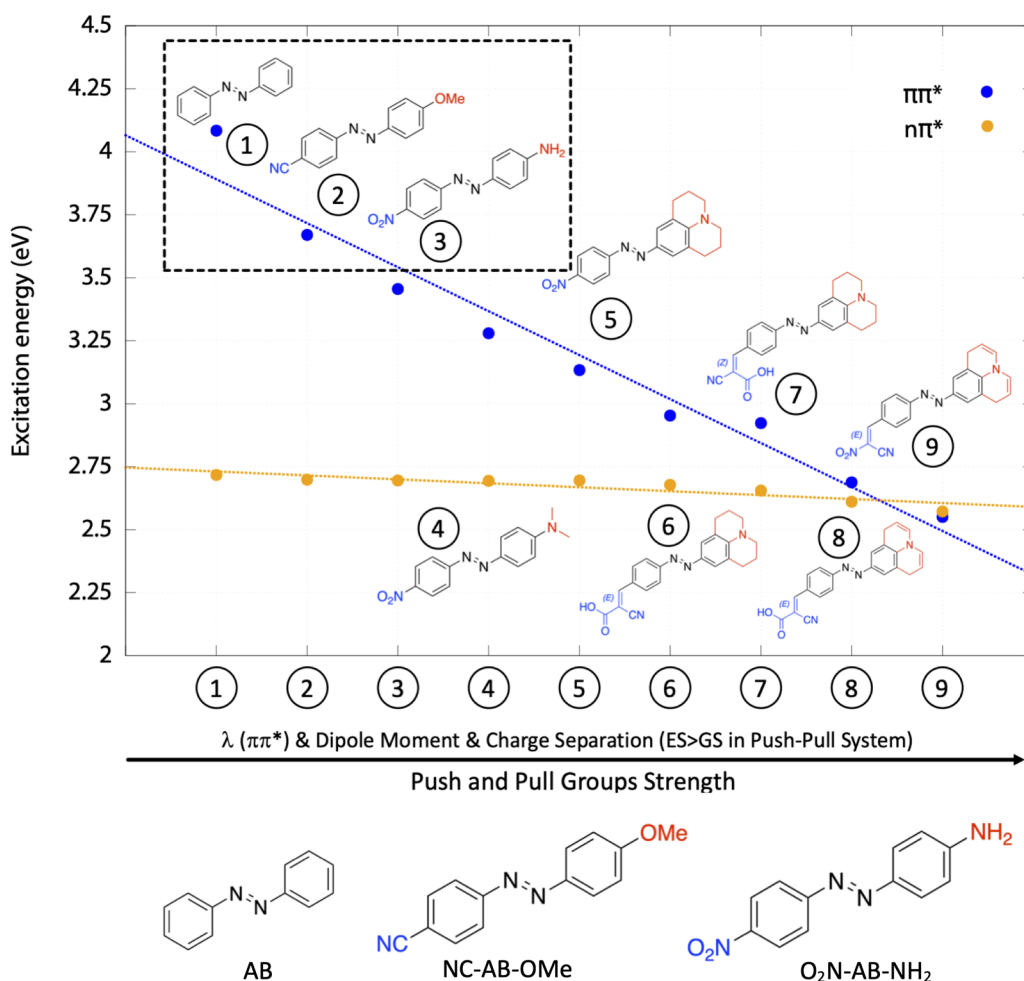 4.5
4.25
4
3.75
3.5
3.25
3
2.75
2.5
2.25
2
Excitation energy (eV)
ππ*
nπ*
N
N
1
OMe
N
N
NC
2
NH₂
N
N
O₂N
3
N
N
N
O₂N
5
N
N
N
(Z)
NC
OH
O
7
N
N
N
(E)
O₂N
CN
9
4
N
N
N
O₂N
6
N
N
N
(E)
HO
CN
O
8
N
N
N
(E)
HO
CN
O
1 2 3 4 5 6 7 8 9
λ (ππ*) & Dipole Moment & Charge Separation (ES>GS in Push-Pull System)
Push and Pull Groups Strength
N
N
AB
OMe
N
N
NC
NC-AB-OMe
NH₂
N
N
O₂N
O₂N-AB-NH₂